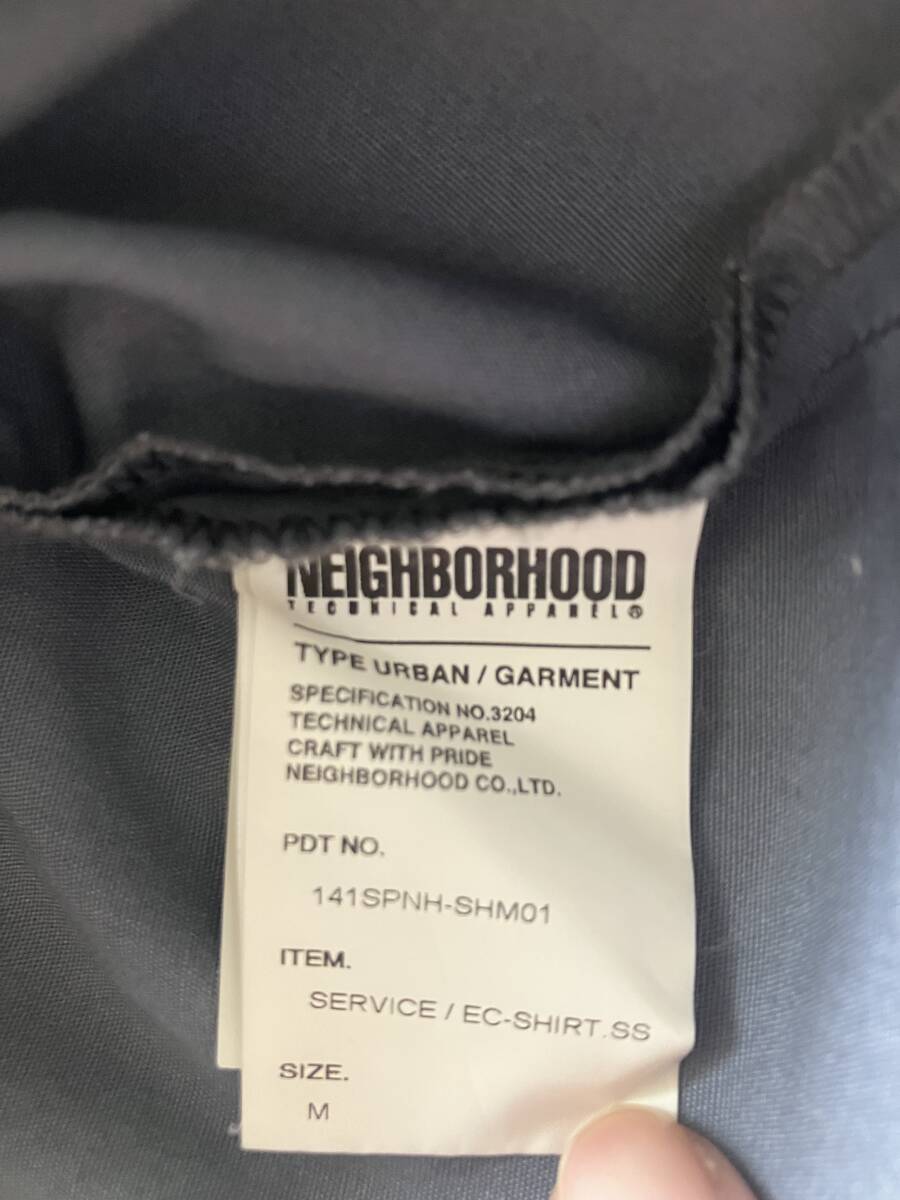 NEIGHBORHOOD
TECHNICAL APPAREL®
TYPE URBAN / GARMENT
SPECIFICATION NO.3204
TECHNICAL APPAREL
CRAFT WITH PRIDE
NEIGHBORHOOD CO.,LTD.
PDT NO.
141SPNH-SHM01
ITEM.
SERVICE / EC-SHIRT.SS
SIZE.
M